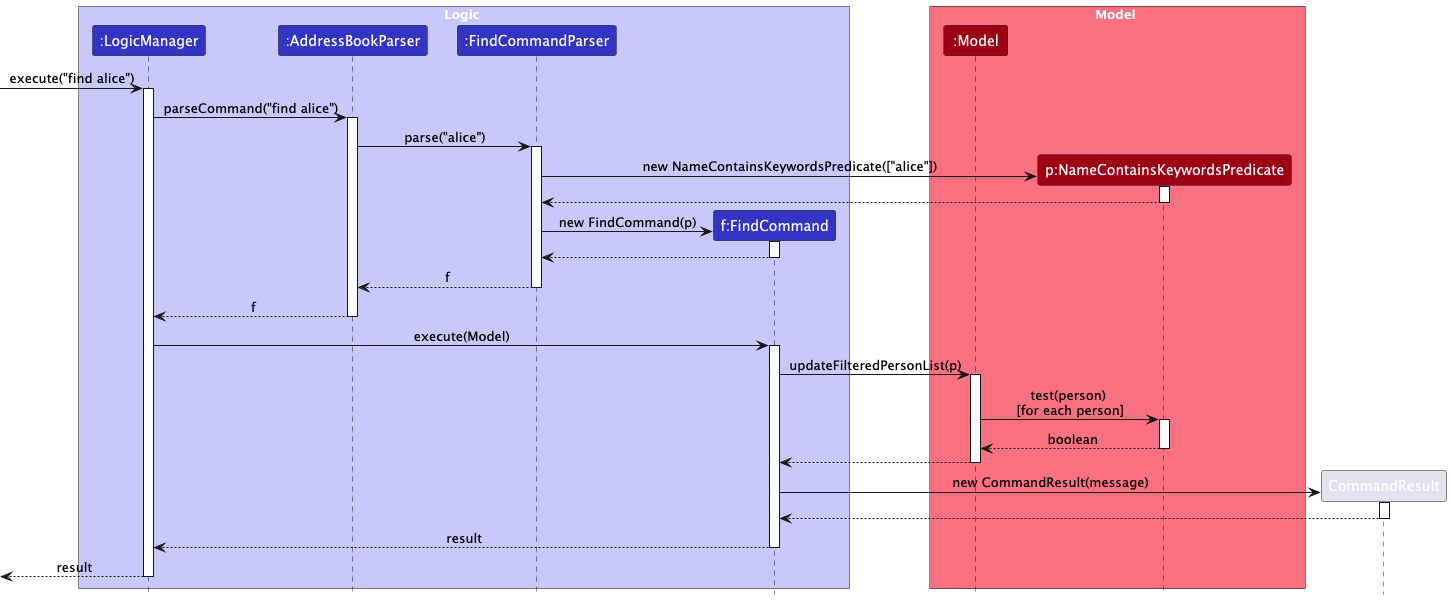 Logic
Model
:LogicManager
:AddressBookParser
:FindCommandParser
:Model
execute("find alice")
parseCommand("find alice")
parse("alice")
new NameContainsKeywordsPredicate(["alice"])
p:NameContainsKeywordsPredicate
new FindCommand(p)
f:FindCommand
f
f
execute(Model)
updateFilteredPersonList(p)
test(person)
[for each person]
boolean
new CommandResult(message)
CommandResult
result
result